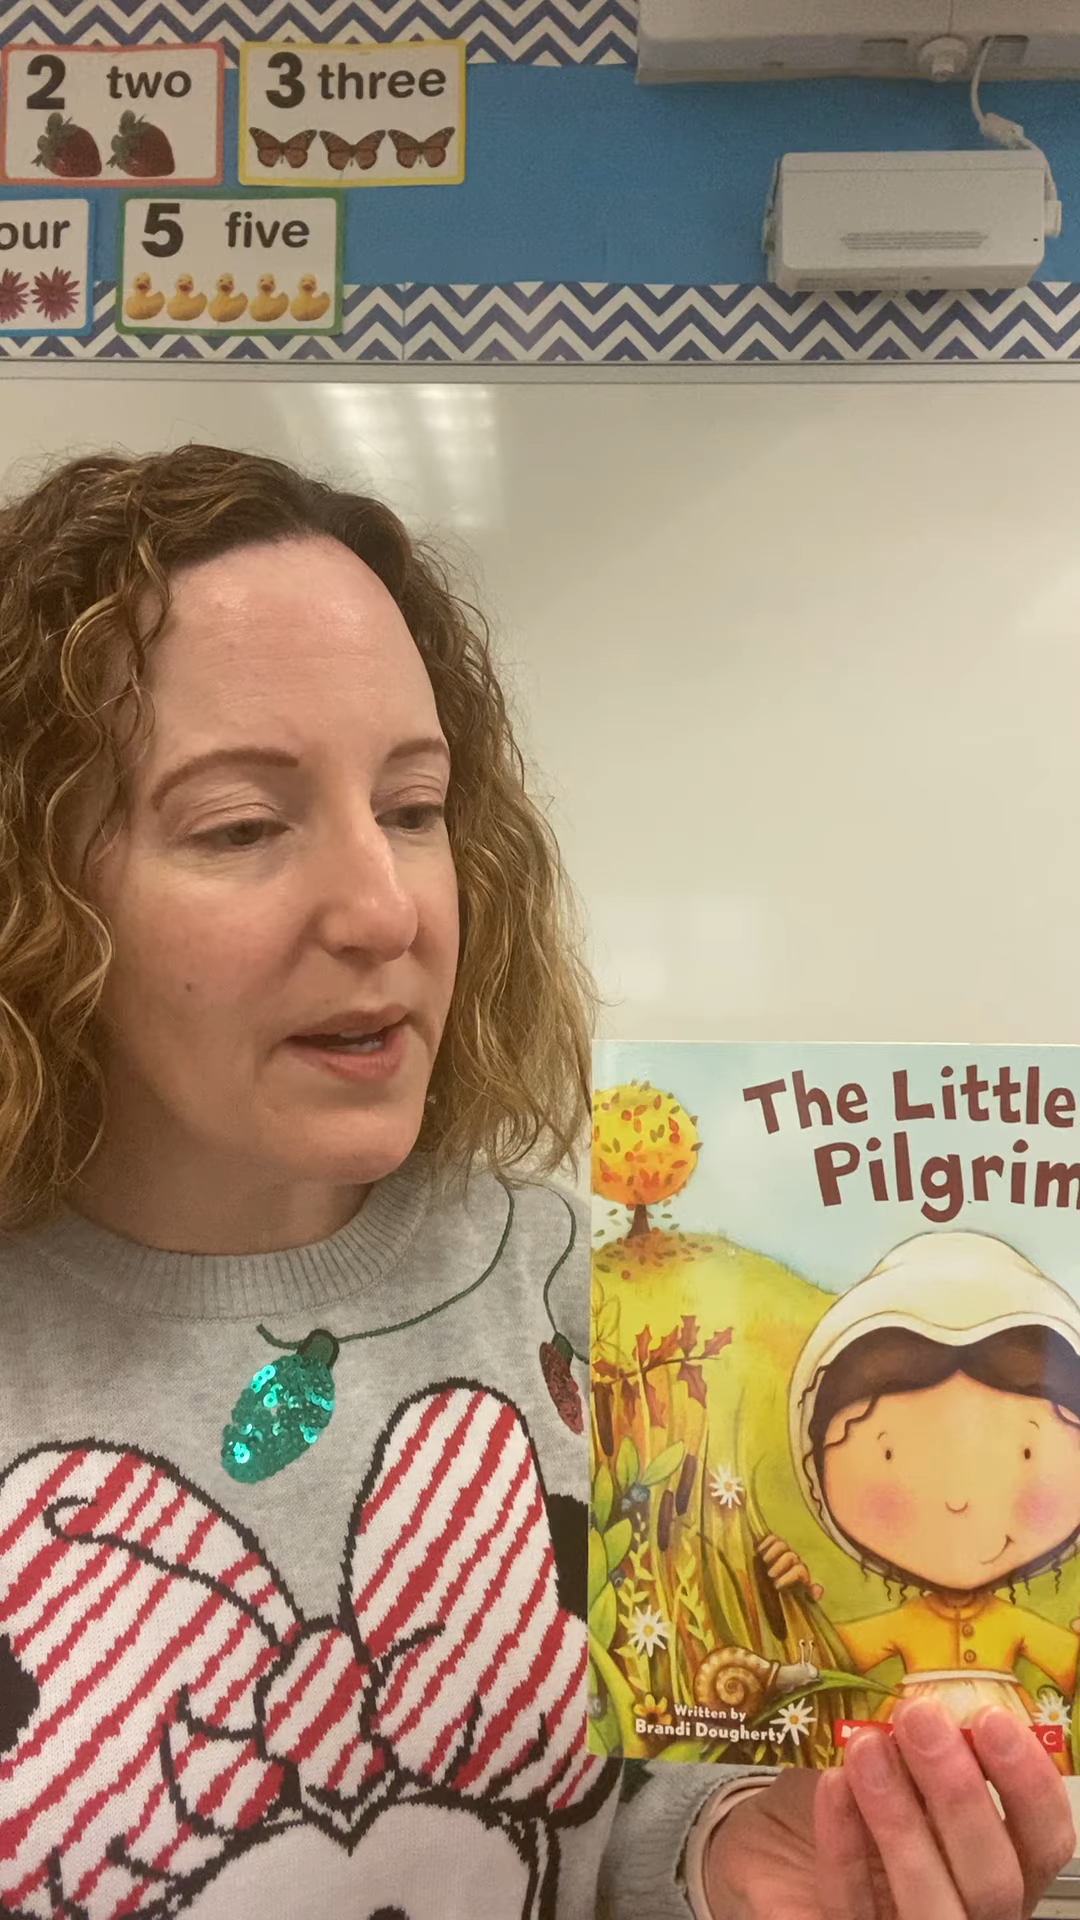 2 two
3 three
our
5 five
The Little
Pilgrim
Written by
Brandi Dougherty
C